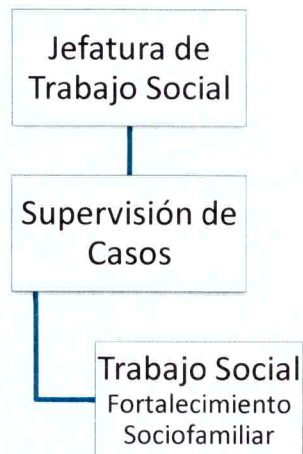 Jefatura de
Trabajo Social
Supervisión de
Casos
Trabajo Social
Fortalecimiento
Sociofamiliar